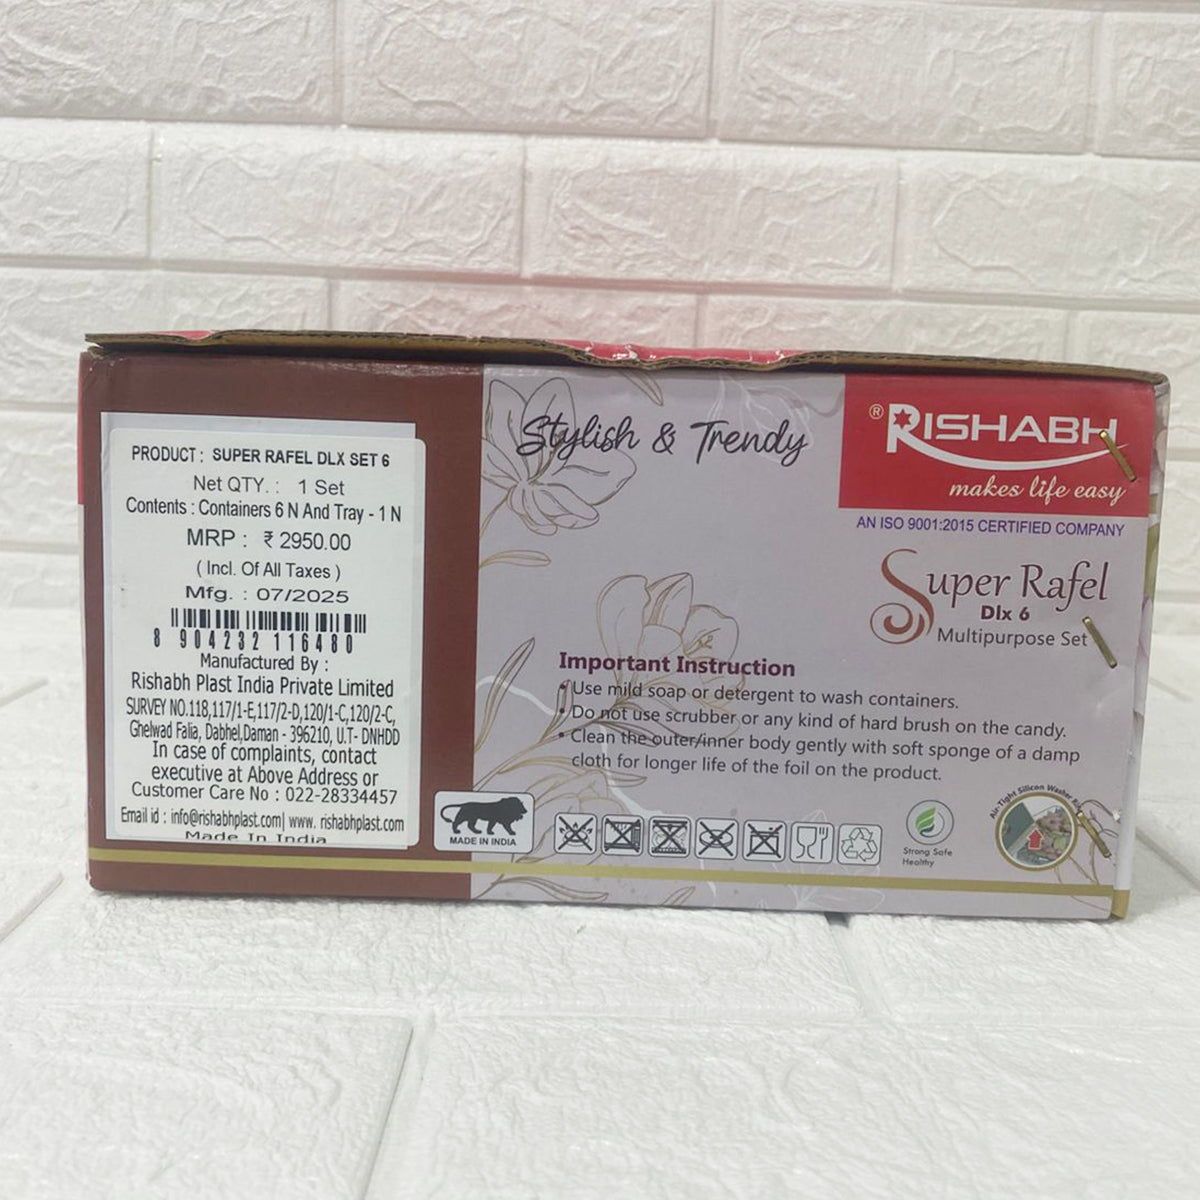 PRODUCT : SUPER RAFEL DLX SET 6
Net QTY. : 1 Set
Contents : Containers 6 N And Tray - 1 N
MRP : ₹ 2950.00
( Incl. Of All Taxes )
Mfg. : 07/2025
8 904232 116480
Manufactured By :
Rishabh Plast India Private Limited
SURVEY NO.118,117/1-E,117/2-D,120/1-C,120/2-C,
Ghelwad Falia, Dabhel,Daman - 396210, U.T- DNHDD
In case of complaints, contact
executive at Above Address or
Customer Care No : 022-28334457
Email id : info@rishabhplast.com| www. rishabhplast.com
Made In India
MADE IN INDIA
Stylish & Trendy
® RISHABH
makes life easy
AN ISO 9001:2015 CERTIFIED COMPANY
Super Rafel
Dlx 6
Multipurpose Set
Important Instruction
• Use mild soap or detergent to wash containers.
• Do not use scrubber or any kind of hard brush on the candy.
• Clean the outer/inner body gently with soft sponge of a damp
cloth for longer life of the foil on the product.
Strong Safe
Healthy
Air-Tight Silicon Washer